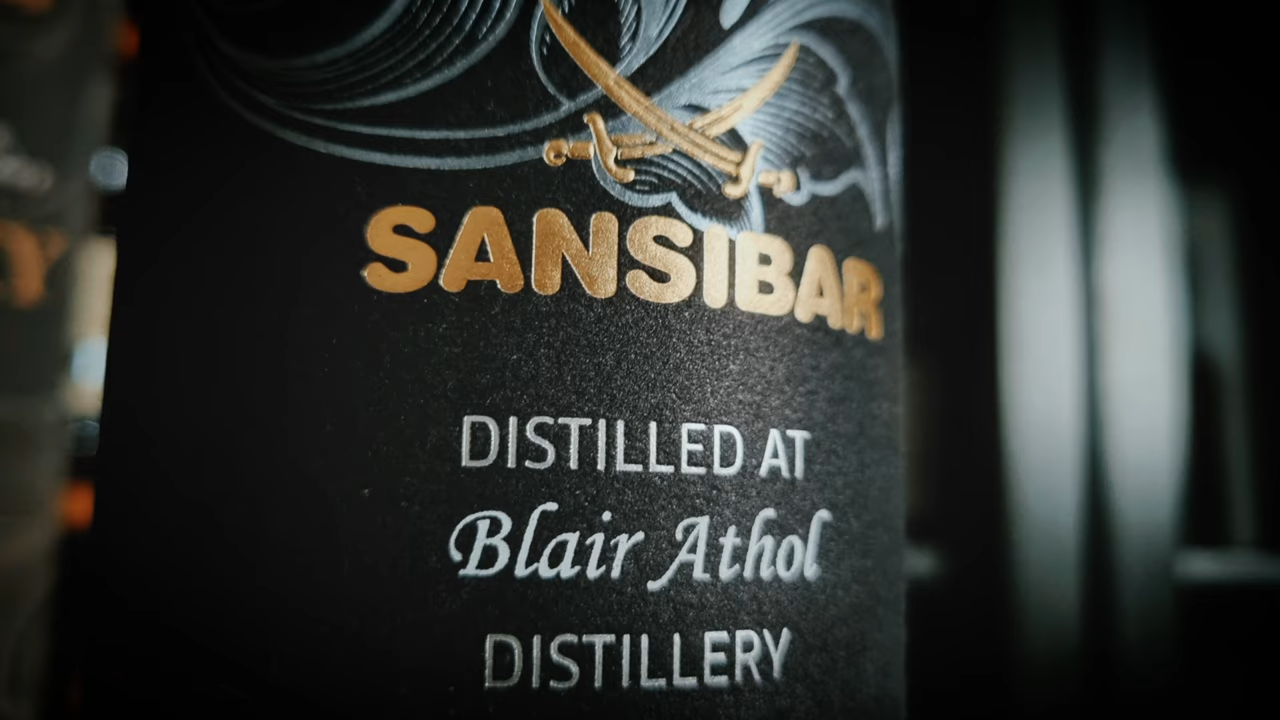 SANSIBAR
DISTILLED AT
Blair Athol
DISTILLERY